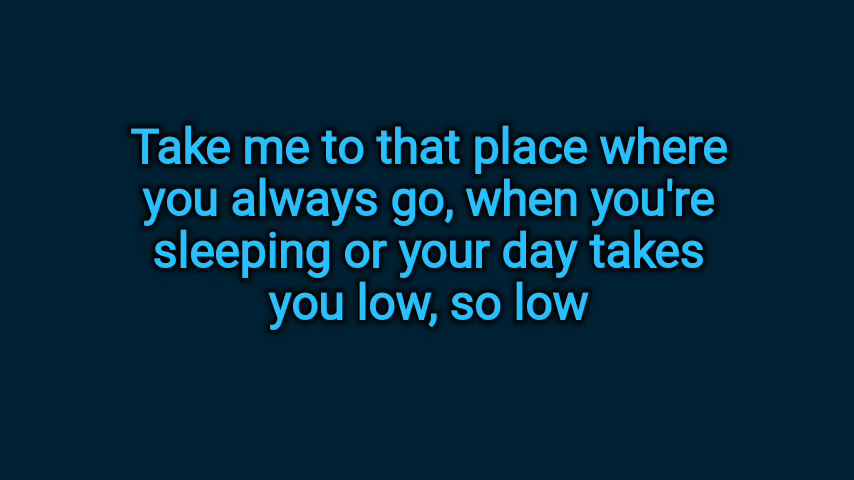 Take me to that place where
you always go, when you're
sleeping or your day takes
you low, so low